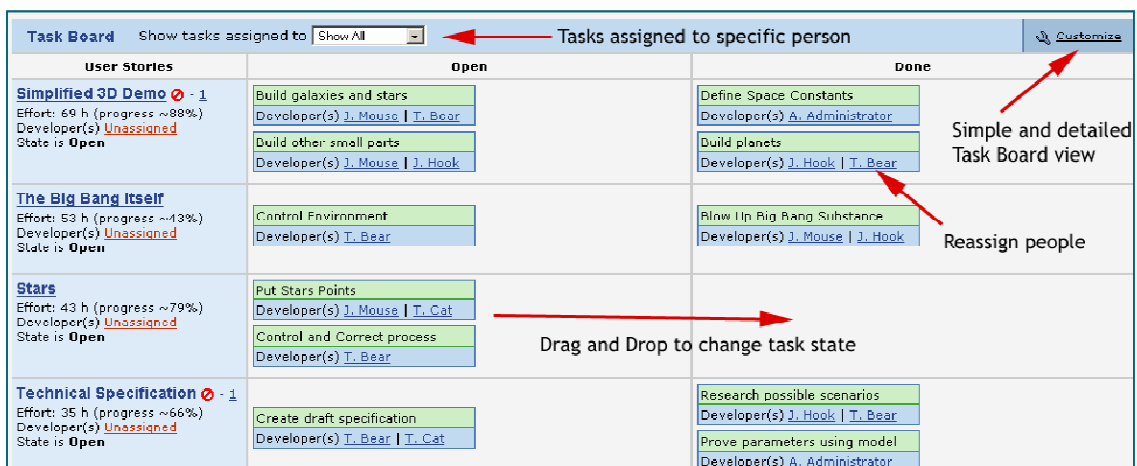 Task Board Show tasks assigned to Show All Tasks assigned to specific person Customize
User Stories Open Done
Simplified 3D Demo - 1
Effort: 69 h (progress ~88%)
Developer(s) Unassigned
State is Open
Build galaxies and stars
Developer(s) J. Mouse | T. Bear
Build other small parts
Developer(s) J. Mouse | J. Hook
Define Space Constants
Developer(s) A. Administrator
Build planets
Developer(s) J. Hook | T. Bear
Simple and detailed
Task Board view
The Big Bang Itself
Effort: 53 h (progress ~43%)
Developer(s) Unassigned
State is Open
Control Environment
Developer(s) T. Bear
Blow Up Big Bang Substance
Developer(s) J. Mouse | J. Hook
Reassign people
Stars
Effort: 43 h (progress ~79%)
Developer(s) Unassigned
State is Open
Put Stars Points
Developer(s) J. Mouse | T. Cat
Control and Correct process
Developer(s) T. Bear
Drag and Drop to change task state
Technical Specification - 1
Effort: 35 h (progress ~66%)
Developer(s) Unassigned
State is Open
Create draft specification
Developer(s) T. Bear | T. Cat
Research possible scenarios
Developer(s) J. Hook | T. Bear
Prove parameters using model
Developer(s) A. Administrator